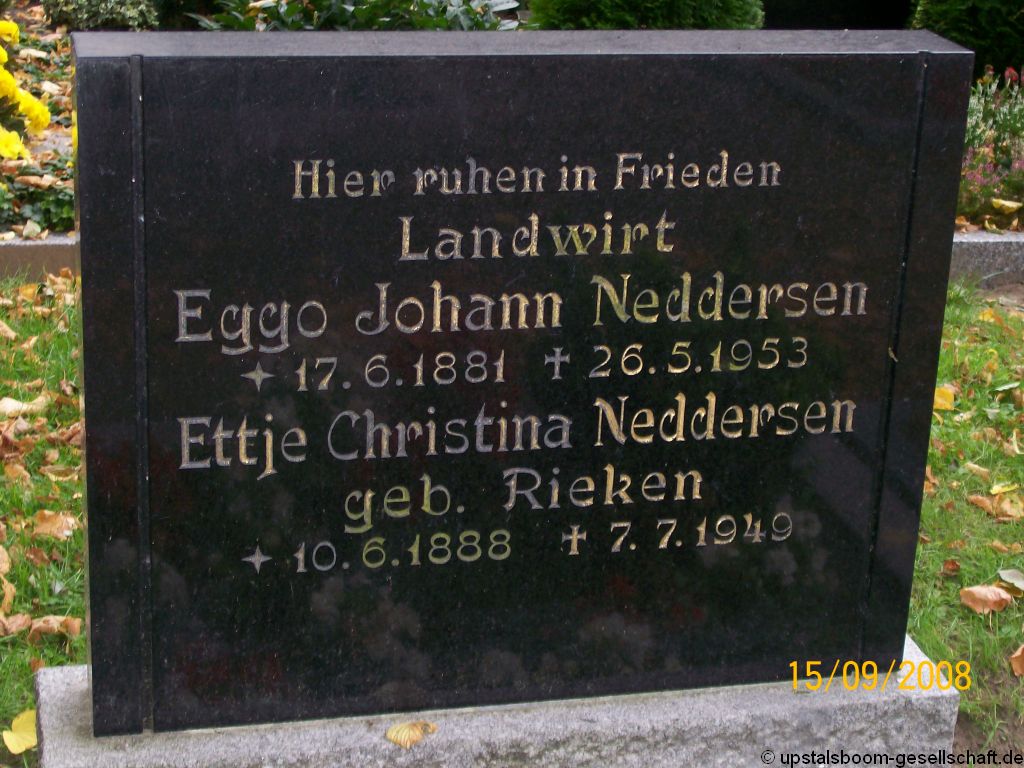 Hier ruhen in Frieden
Landwirt
Eggo Johann Neddersen
✦ 17.6.1881 ✝ 26.5.1953
Ettje Christina Neddersen
geb. Rieken
✦ 10.6.1888 ✝ 7.7.1949
15/09/2008
© upstalsboom-gesellschaft.de